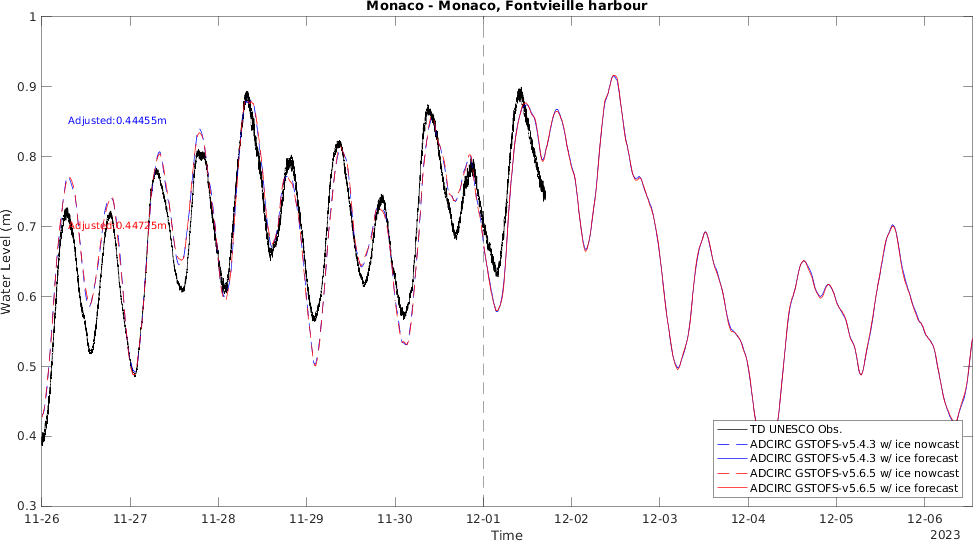 Monaco - Monaco, Fontvieille harbour
1
0.9
0.8
0.7
0.6
0.5
0.4
0.3
Water Level (m)
Adjusted:0.44455m
Adjusted:0.44725m
TD UNESCO Obs.
ADCIRC GSTOFS-v5.4.3 w/ ice nowcast
ADCIRC GSTOFS-v5.4.3 w/ ice forecast
ADCIRC GSTOFS-v5.6.5 w/ ice nowcast
ADCIRC GSTOFS-v5.6.5 w/ ice forecast
11-26 11-27 11-28 11-29 11-30 12-01 12-02 12-03 12-04 12-05 12-06
Time
2023